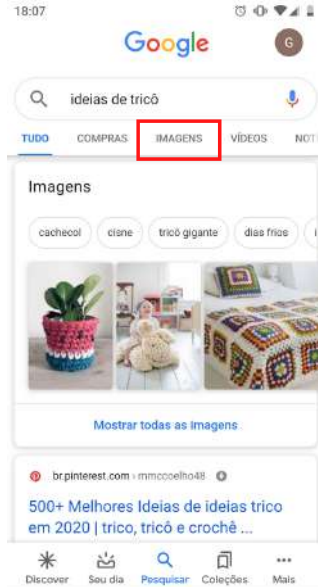 18:07
Google
G
ideias de tricô
TUDO COMPRAS IMAGENS VÍDEOS NOT
Imagens
cachecol cisne tricô gigante dias frios
Mostrar todas as imagens
br.pinterest.com › mmccoelho48
500+ Melhores Ideias de ideias trico
em 2020 | trico, tricô e crochê ...
Discover Seu dia Pesquisar Coleções Mais